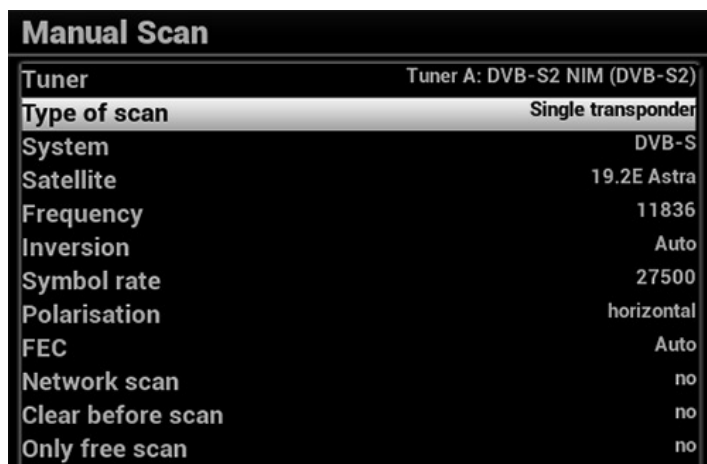 Manual Scan
Tuner Tuner A: DVB-S2 NIM (DVB-S2)
Type of scan Single transponder
System DVB-S
Satellite 19.2E Astra
Frequency 11836
Inversion Auto
Symbol rate 27500
Polarisation horizontal
FEC Auto
Network scan no
Clear before scan no
Only free scan no